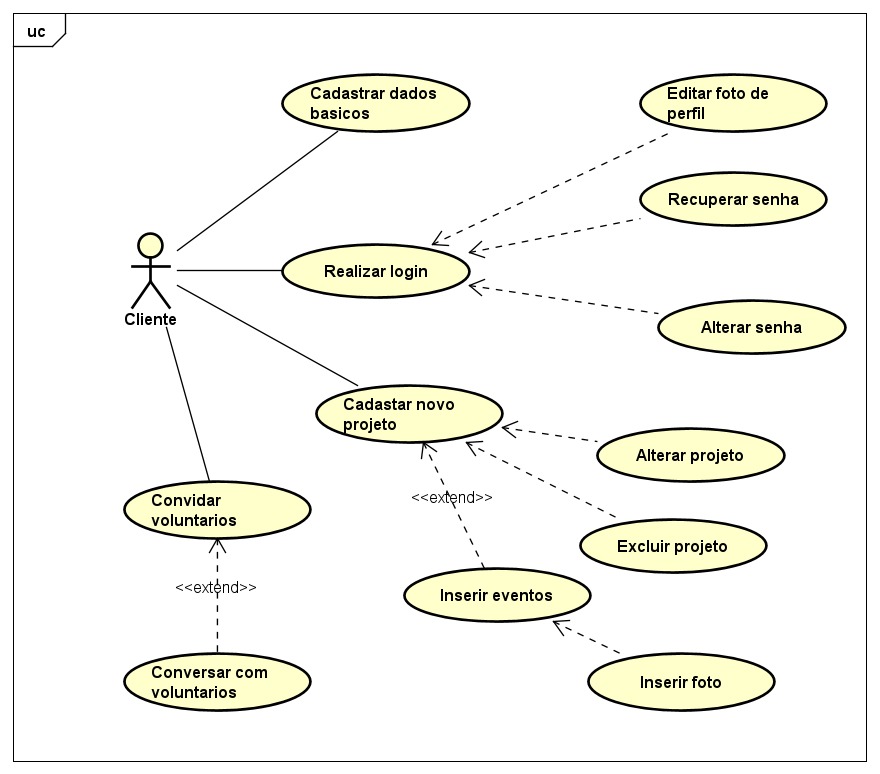 uc
Cadastrar dados
basicos
Editar foto de
perfil
Recuperar senha
Realizar login
Cliente
Alterar senha
Cadastar novo
projeto
Alterar projeto
<<extend>>
Convidar
voluntarios
Excluir projeto
<<extend>>
Inserir eventos
Conversar com
voluntarios
Inserir foto